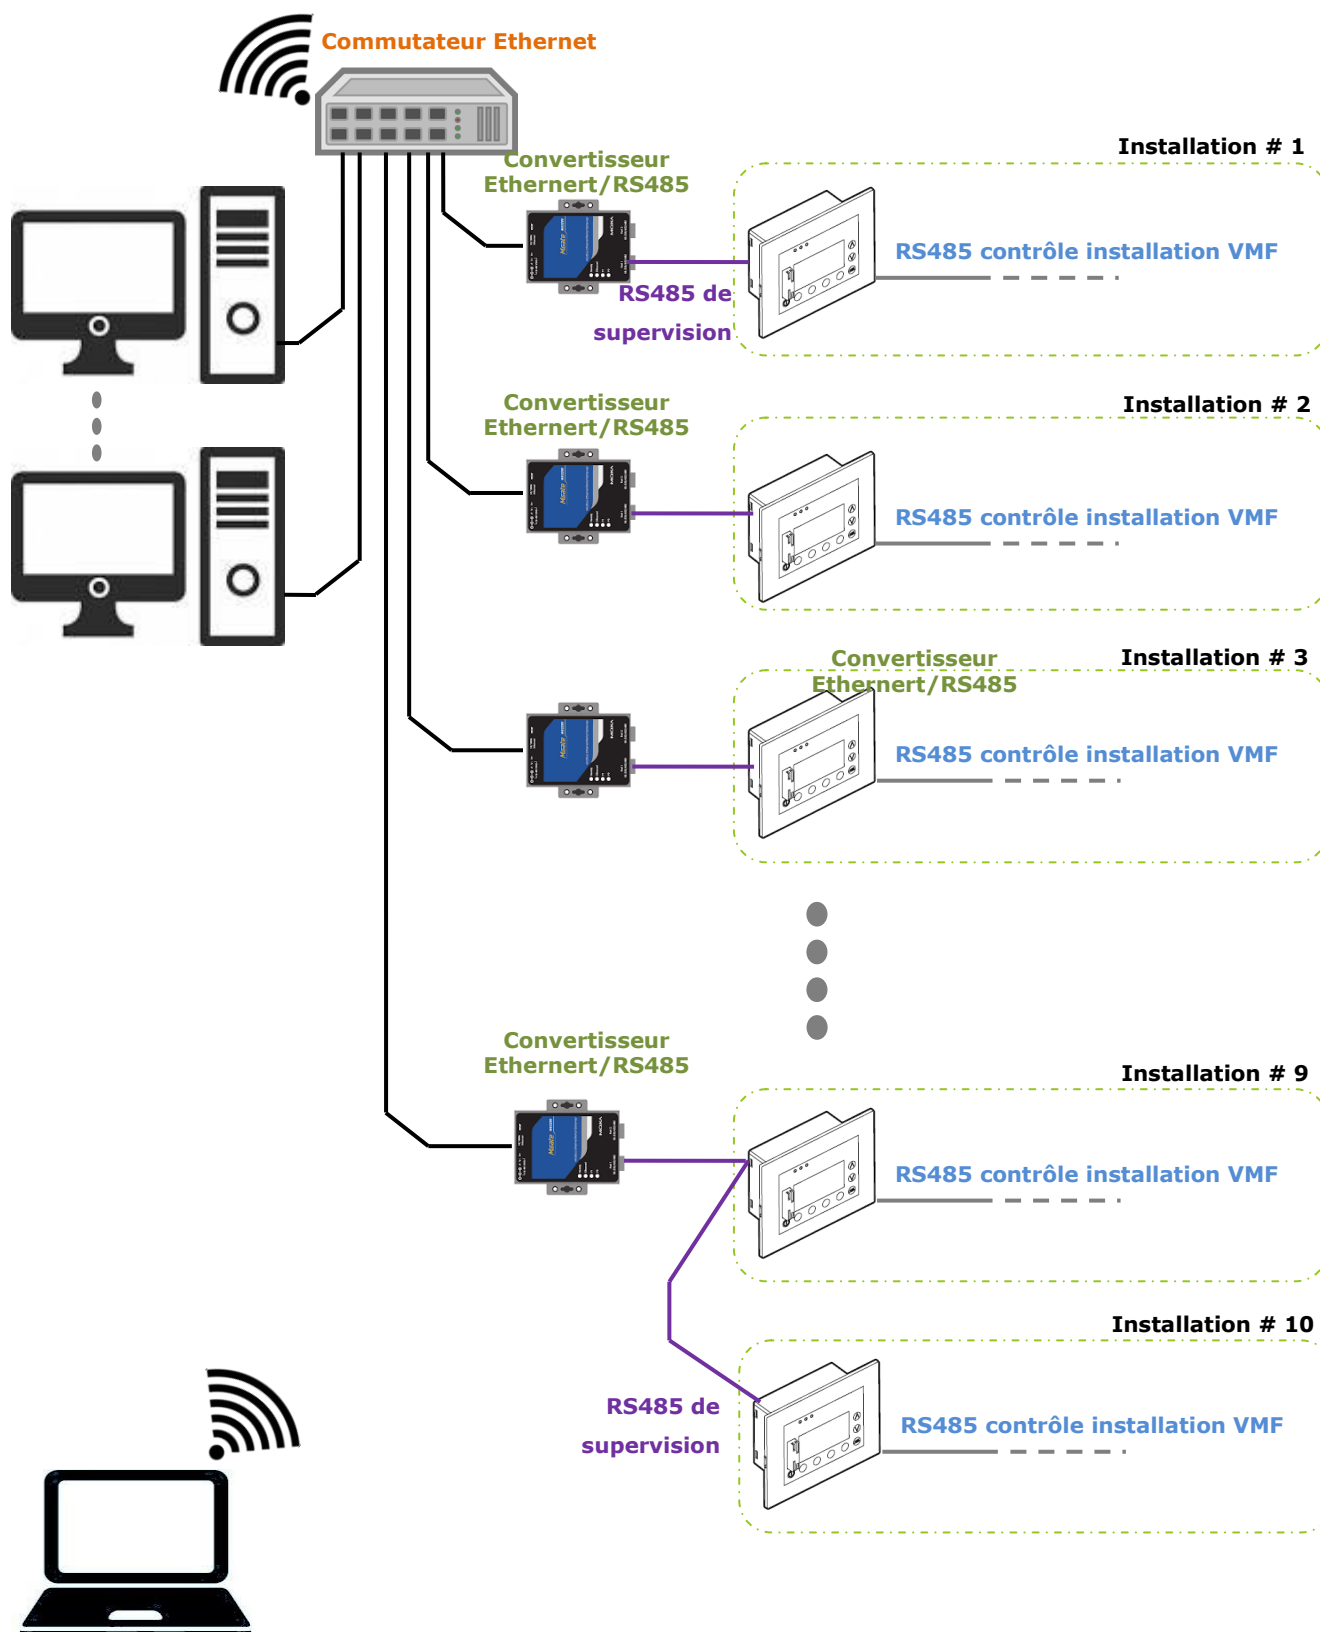 Commutateur Ethernet
Convertisseur
Ethernert/RS485
Installation # 1
RS485 contrôle installation VMF
RS485 de
supervision
Convertisseur
Ethernert/RS485
Installation # 2
RS485 contrôle installation VMF
Convertisseur
Ethernert/RS485
Installation # 3
RS485 contrôle installation VMF
Convertisseur
Ethernert/RS485
Installation # 9
RS485 contrôle installation VMF
Installation # 10
RS485 de
supervision
RS485 contrôle installation VMF